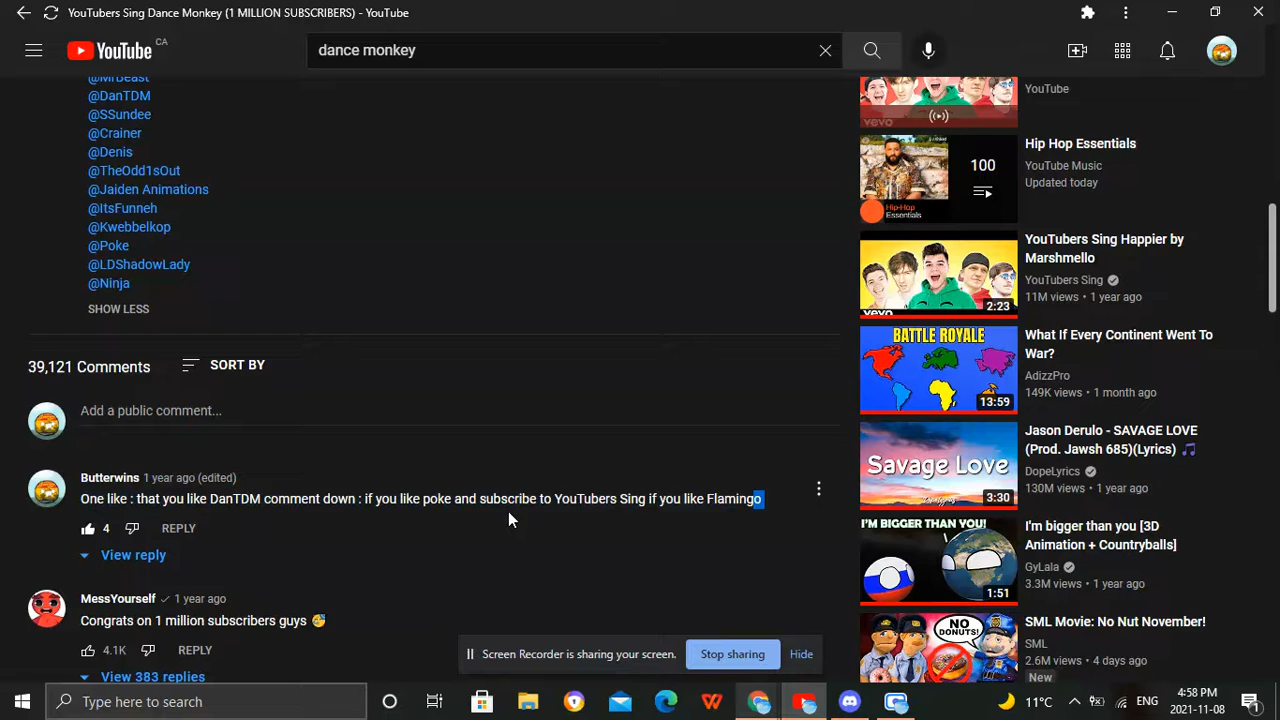 YouTubers Sing Dance Monkey (1 MILLION SUBSCRIBERS) - YouTube
YouTube CA
dance monkey
@MrBeast
@DanTDM
@SSundee
@Crainer
@Denis
@TheOdd1sOut
@Jaiden Animations
@ItsFunneh
@Kwebbelkop
@Poke
@LDShadowLady
@Ninja
SHOW LESS
39,121 Comments
SORT BY
Add a public comment...
Butterwins 1 year ago (edited)
One like : that you like DanTDM comment down : if you like poke and subscribe to YouTubers Sing if you like Flamingo
4 REPLY
View reply
MessYourself 1 year ago
Congrats on 1 million subscribers guys
4.1K REPLY
View 383 replies
vevo
YouTube
Hip-Hop
Essentials
100
Hip Hop Essentials
YouTube Music
Updated today
vevo
2:23
YouTubers Sing Happier by
Marshmello
YouTubers Sing
11M views • 1 year ago
BATTLE ROYALE
13:59
What If Every Continent Went To
War?
AdizzPro
149K views • 1 month ago
Savage Love
3:30
Jason Derulo - SAVAGE LOVE
(Prod. Jawsh 685)(Lyrics)
DopeLyrics
130M views • 1 year ago
I'M BIGGER THAN YOU!
1:51
I'm bigger than you [3D
Animation + Countryballs]
GyLala
3.3M views • 1 year ago
NO
DONUTS!
SML Movie: No Nut November!
SML
2.6M views • 4 days ago
New
Screen Recorder is sharing your screen.
Stop sharing
Hide
Type here to search
11°C
ENG
4:58 PM
2021-11-08
1